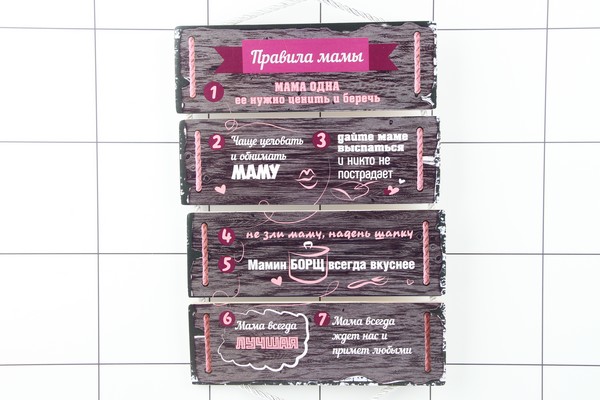 Правила мамы
1 МАМА ОДНА
ее нужно ценить и беречь
2 Чаще целовать
и обнимать
МАМУ
3 дайте маме
выспаться
и никто не
пострадает
4 не зли маму, надень шапку
5 Мамин БОРЩ всегда вкуснее
6 Мама всегда
ЛУЧШАЯ
7 Мама всегда
ждет нас и
примет любыми